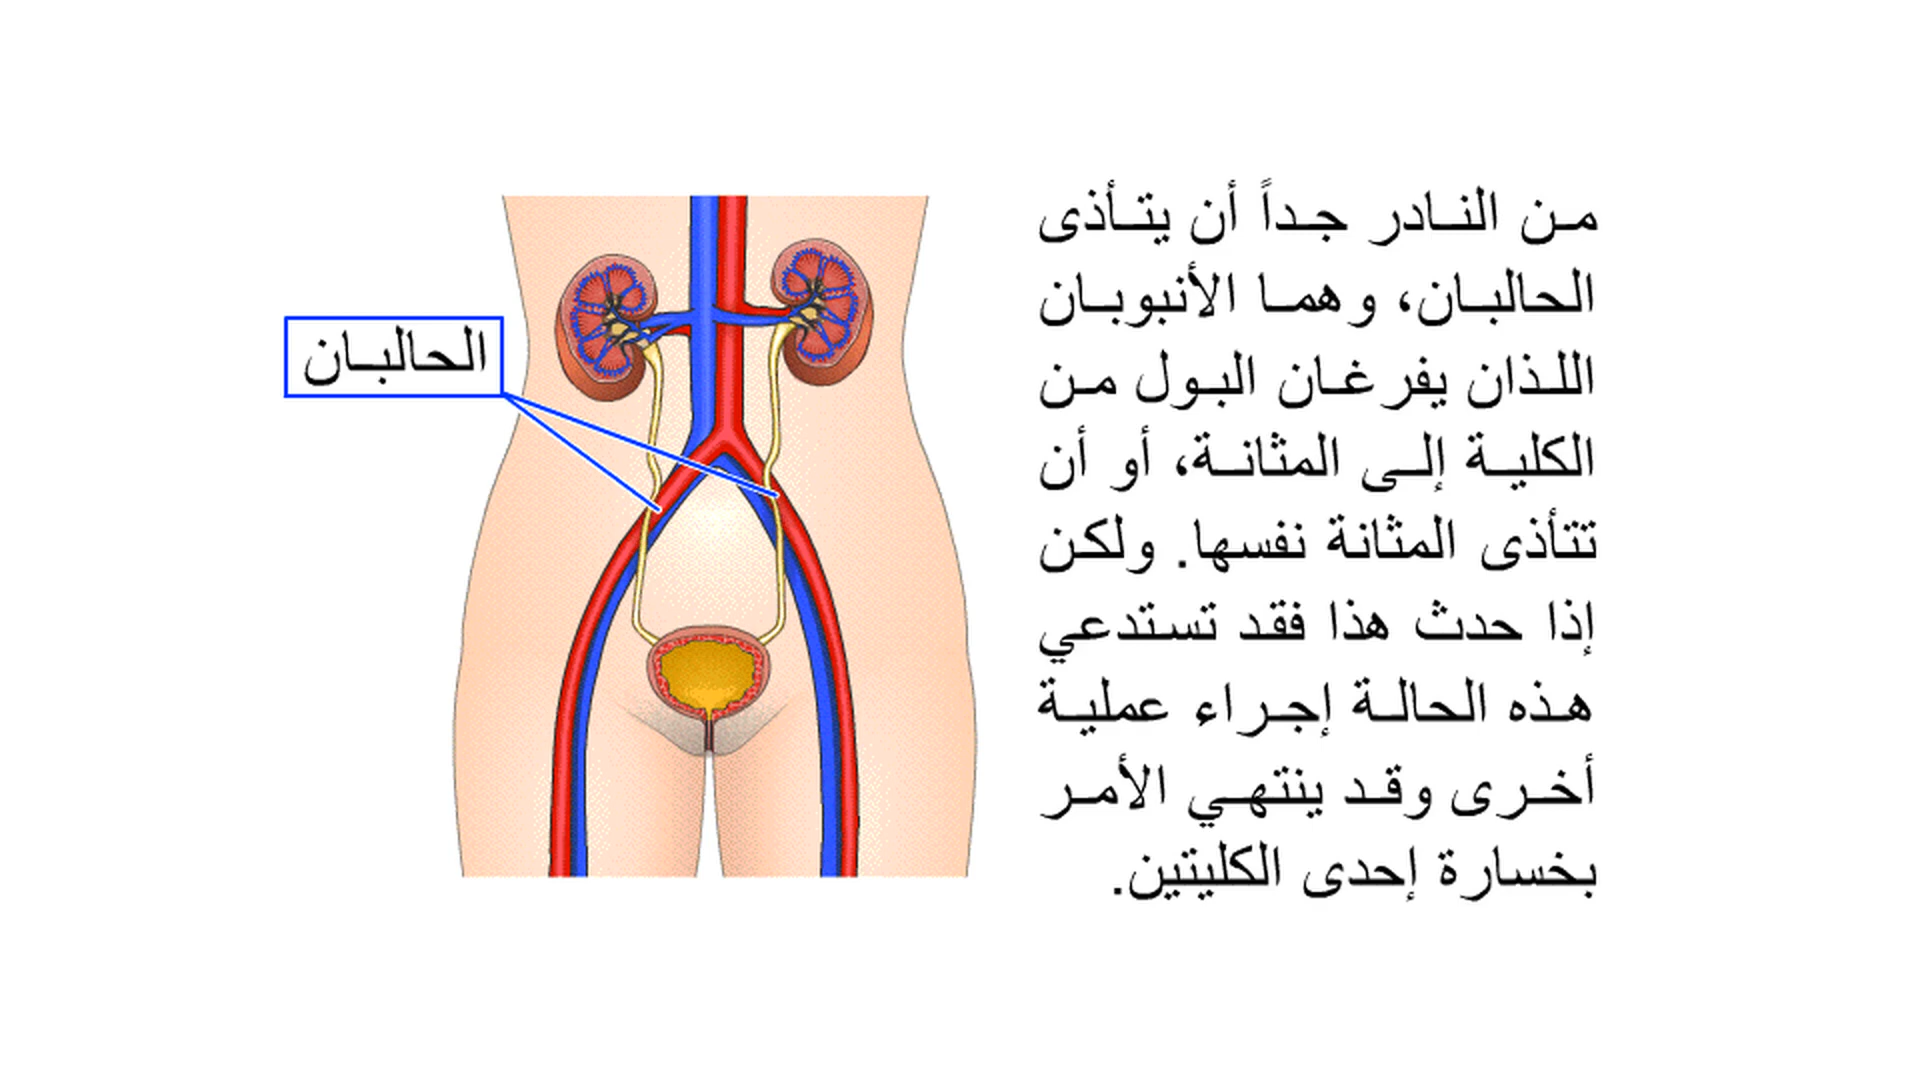 من النادر جداً أن يتأذى
الحالبان، وهما الأنبوبان
اللذان يفرغان البول من
الكلية إلى المثانة، أو أن
تتأذى المثانة نفسها. ولكن
إذا حدث هذا فقد تستدعي
هذه الحالة إجراء عملية
أخرى وقد ينتهي الأمر
بخسارة إحدى الكليتين.
الحالبان